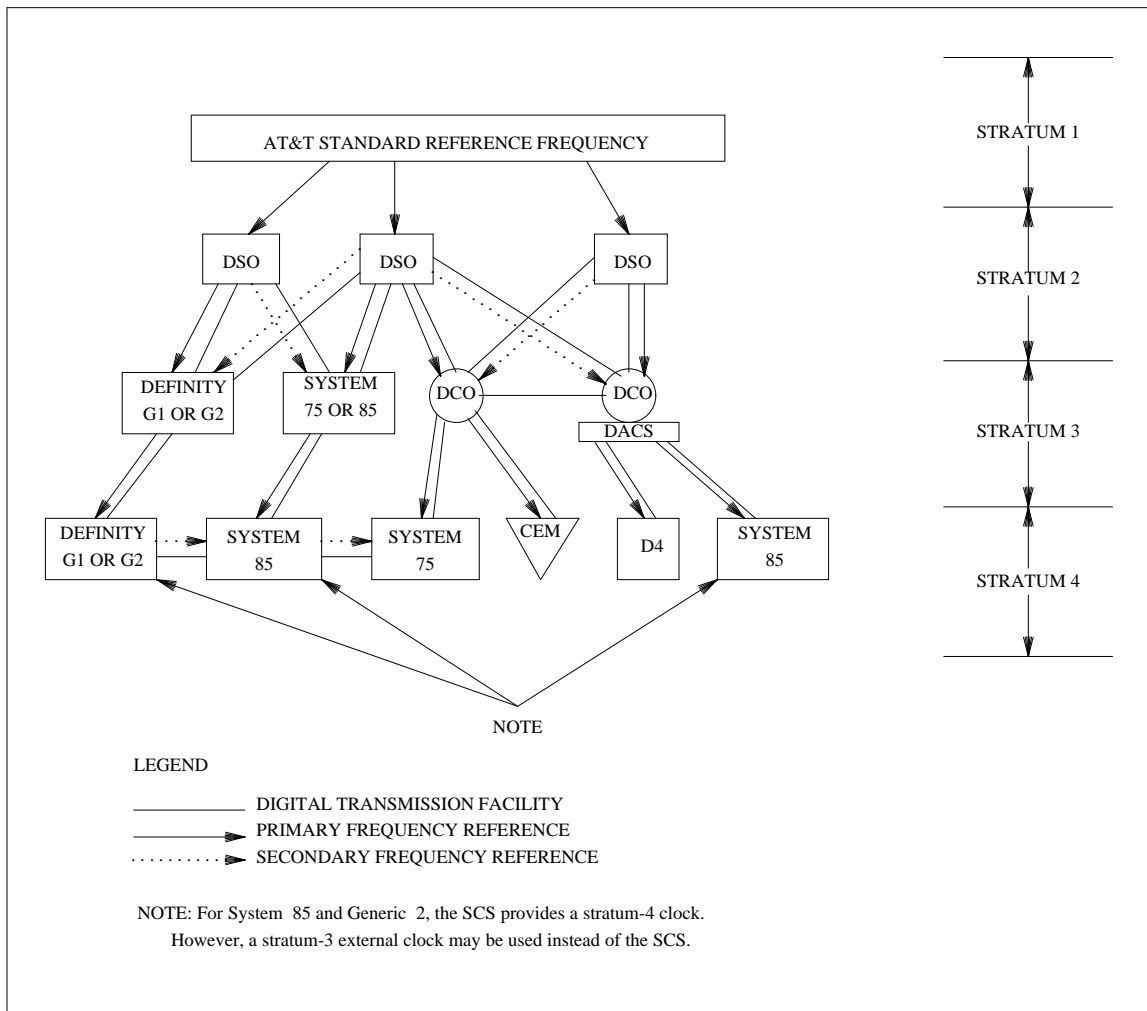 AT&T STANDARD REFERENCE FREQUENCY
STRATUM 1
DSO
DSO
DSO
STRATUM 2
DEFINITY
G1 OR G2
SYSTEM
75 OR 85
DCO
DCO
DACS
STRATUM 3
DEFINITY
G1 OR G2
SYSTEM
85
SYSTEM
75
CEM
D4
SYSTEM
85
STRATUM 4
NOTE
LEGEND
DIGITAL TRANSMISSION FACILITY
PRIMARY FREQUENCY REFERENCE
SECONDARY FREQUENCY REFERENCE
NOTE: For System 85 and Generic 2, the SCS provides a stratum-4 clock.
However, a stratum-3 external clock may be used instead of the SCS.